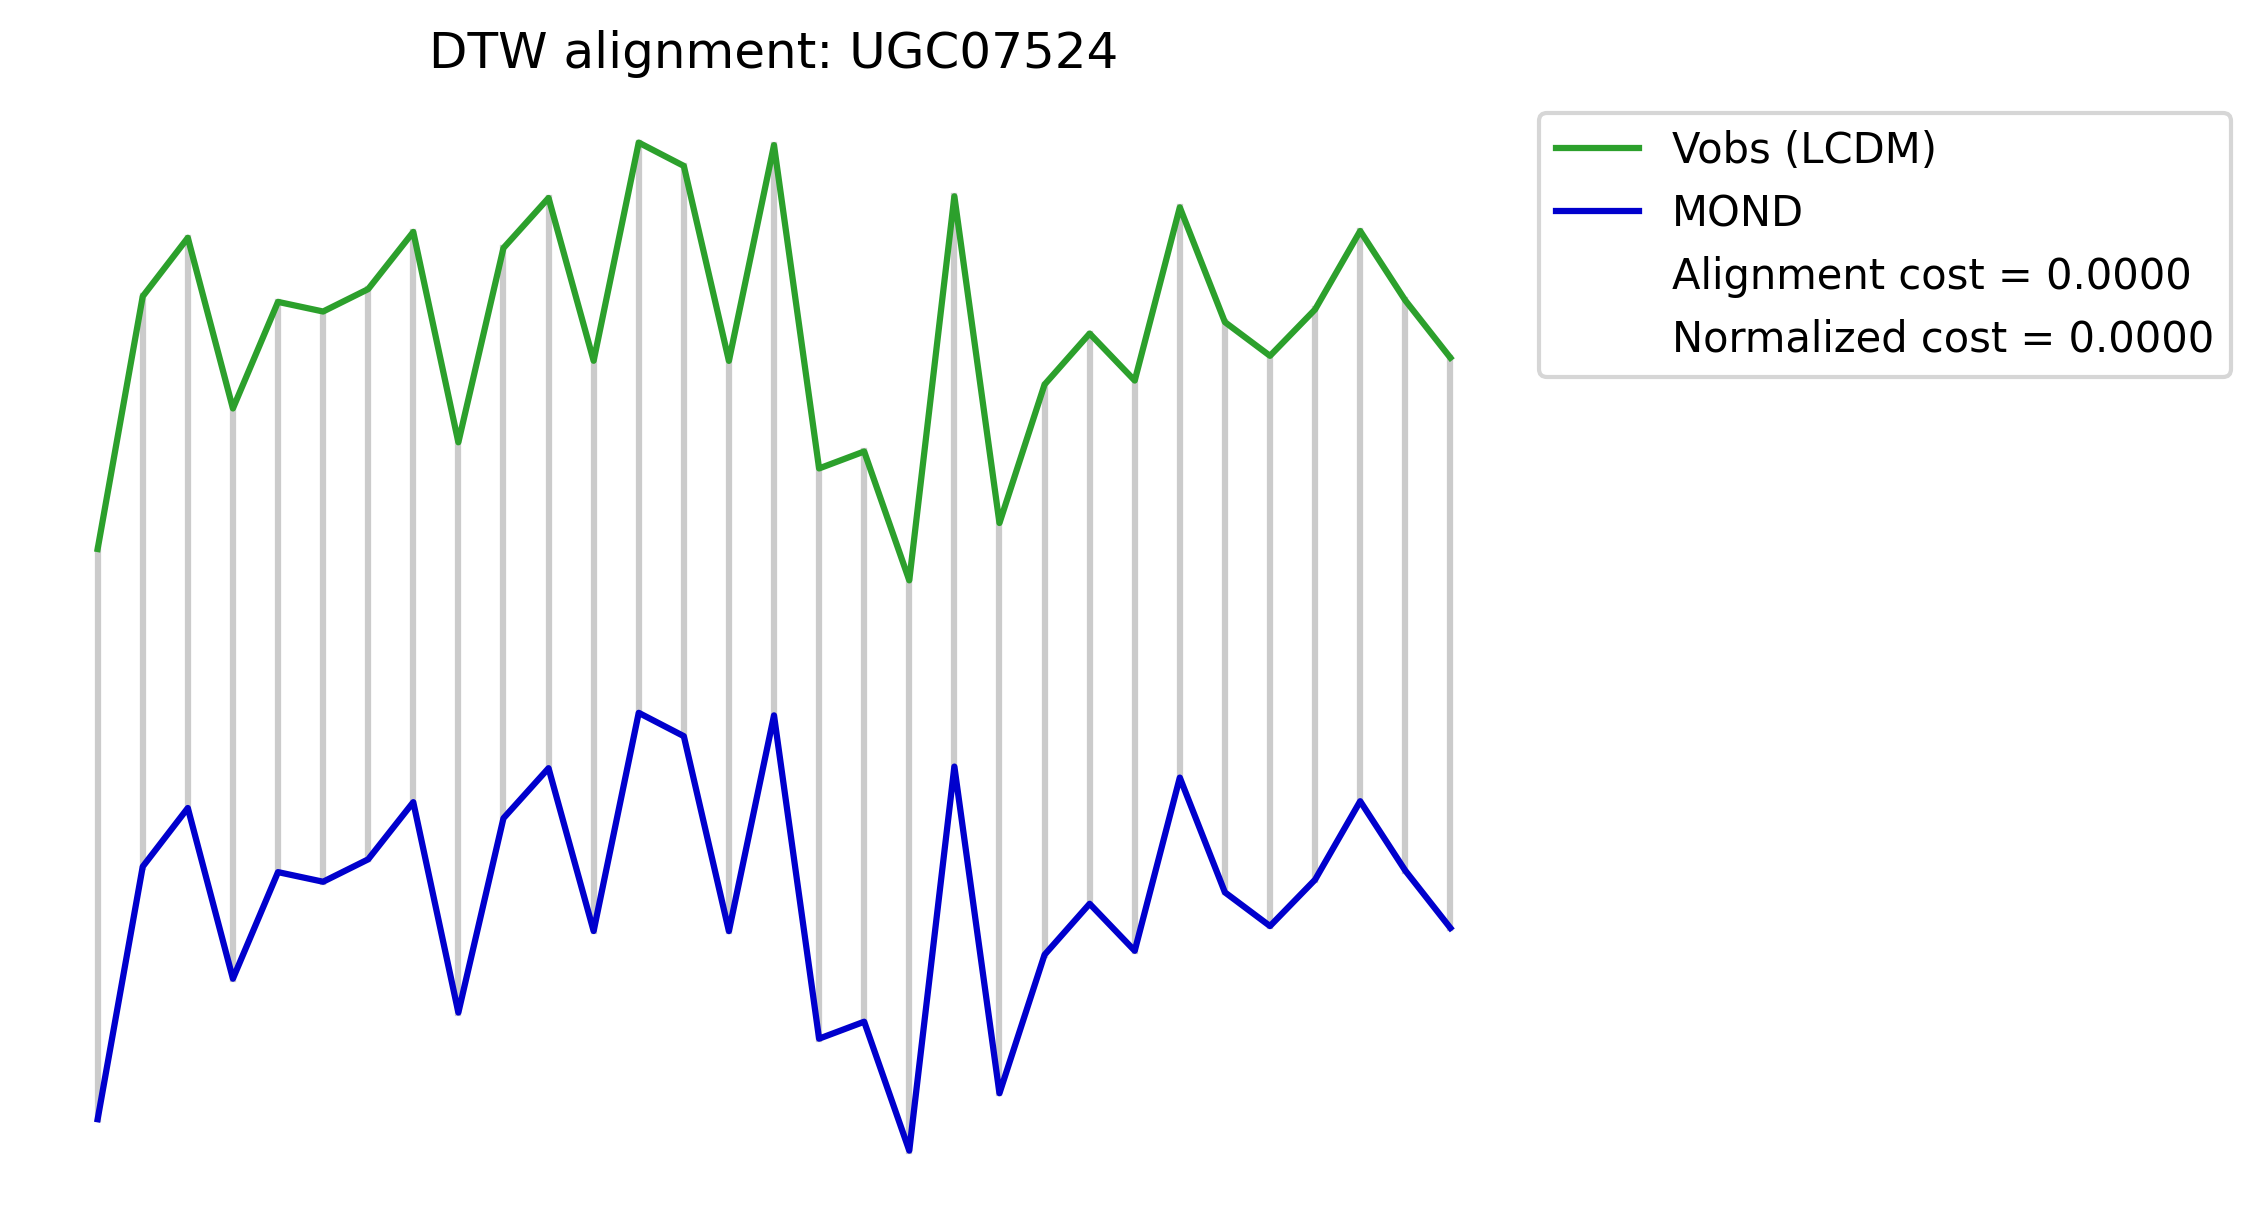 DTW alignment: UGC07524
Vobs (LCDM)
MOND
Alignment cost = 0.0000
Normalized cost = 0.0000